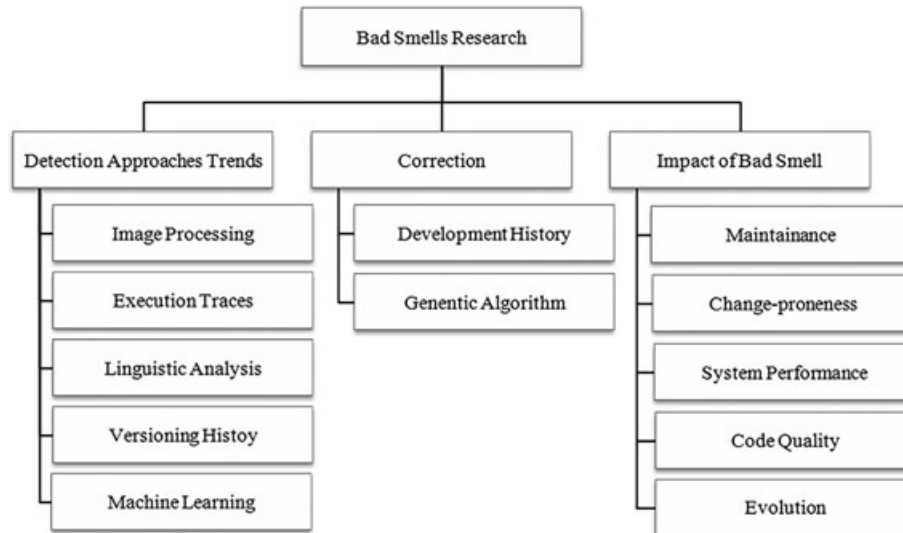 Bad Smells Research
Detection Approaches Trends
Correction
Impact of Bad Smell
Image Processing
Execution Traces
Linguistic Analysis
Versioning Histoy
Machine Learning
Development History
Genentic Algorithm
Maintainance
Change-proneness
System Performance
Code Quality
Evolution